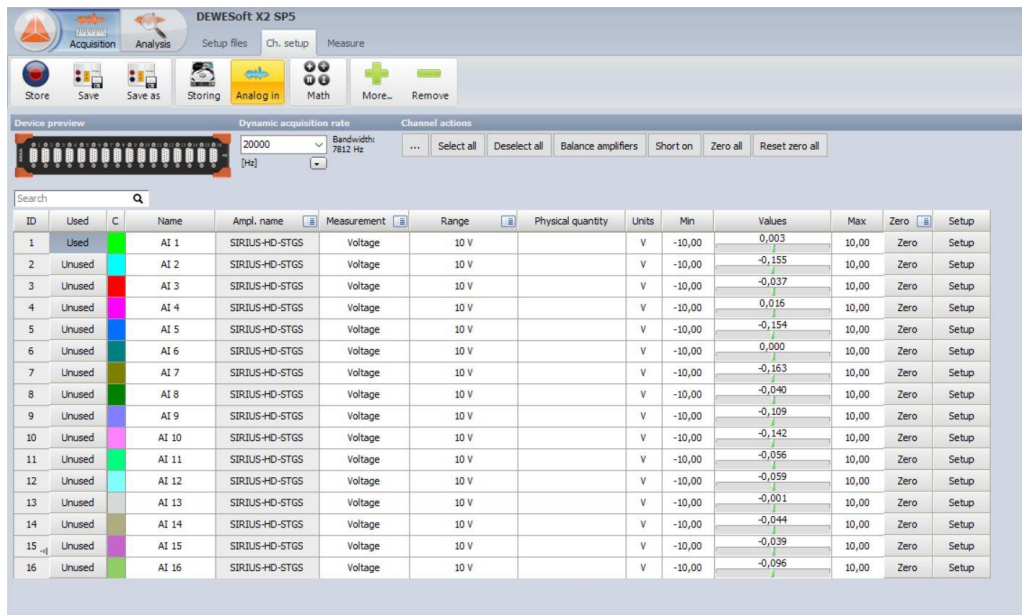 DEWESoft X2 SP5
Acquisition Analysis Setup files Ch. setup Measure
Store Save Save as Storing Analog in Math More... Remove
Device preview Dynamic acquisition rate Channel actions
20000 Bandwidth: 7812 Hz ... Select all Deselect all Balance amplifiers Short on Zero all Reset zero all
[Hz]
Search
ID Used C. Name Ampl. name Measurement Range Physical quantity Units Min Values Max Zero Setup
1 Used AI 1 SIRIUS-HD-STGS Voltage 10 V V -10,00 0,003 10,00 Zero Setup
2 Unused AI 2 SIRIUS-HD-STGS Voltage 10 V V -10,00 -0,155 10,00 Zero Setup
3 Unused AI 3 SIRIUS-HD-STGS Voltage 10 V V -10,00 -0,037 10,00 Zero Setup
4 Unused AI 4 SIRIUS-HD-STGS Voltage 10 V V -10,00 0,016 10,00 Zero Setup
5 Unused AI 5 SIRIUS-HD-STGS Voltage 10 V V -10,00 -0,154 10,00 Zero Setup
6 Unused AI 6 SIRIUS-HD-STGS Voltage 10 V V -10,00 0,000 10,00 Zero Setup
7 Unused AI 7 SIRIUS-HD-STGS Voltage 10 V V -10,00 -0,163 10,00 Zero Setup
8 Unused AI 8 SIRIUS-HD-STGS Voltage 10 V V -10,00 -0,040 10,00 Zero Setup
9 Unused AI 9 SIRIUS-HD-STGS Voltage 10 V V -10,00 -0,109 10,00 Zero Setup
10 Unused AI 10 SIRIUS-HD-STGS Voltage 10 V V -10,00 -0,142 10,00 Zero Setup
11 Unused AI 11 SIRIUS-HD-STGS Voltage 10 V V -10,00 -0,056 10,00 Zero Setup
12 Unused AI 12 SIRIUS-HD-STGS Voltage 10 V V -10,00 -0,059 10,00 Zero Setup
13 Unused AI 13 SIRIUS-HD-STGS Voltage 10 V V -10,00 -0,001 10,00 Zero Setup
14 Unused AI 14 SIRIUS-HD-STGS Voltage 10 V V -10,00 -0,044 10,00 Zero Setup
15 Unused AI 15 SIRIUS-HD-STGS Voltage 10 V V -10,00 -0,039 10,00 Zero Setup
16 Unused AI 16 SIRIUS-HD-STGS Voltage 10 V V -10,00 -0,096 10,00 Zero Setup